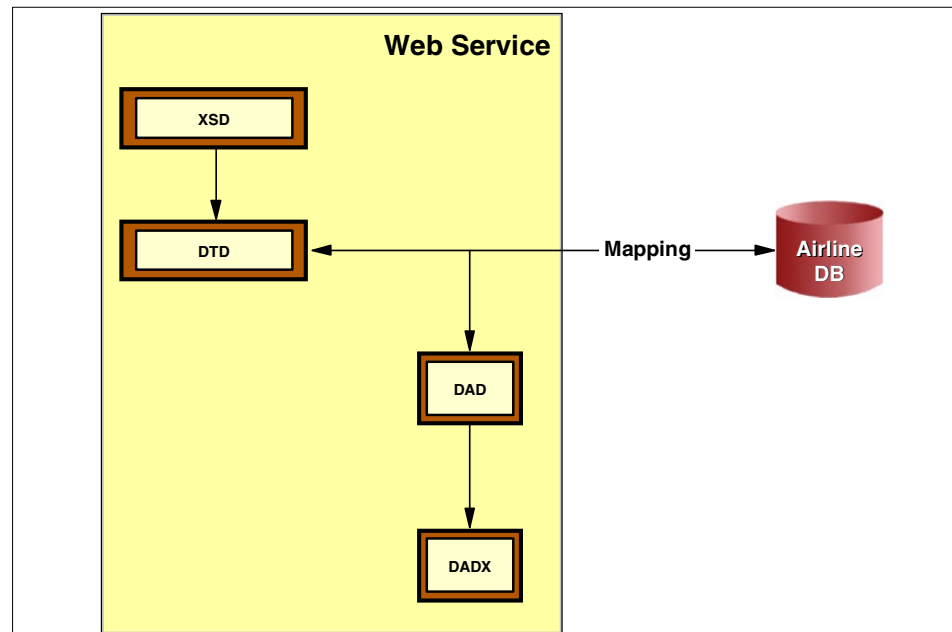 Web Service
XSD
DTD
Mapping
Airline
DB
DAD
DADX